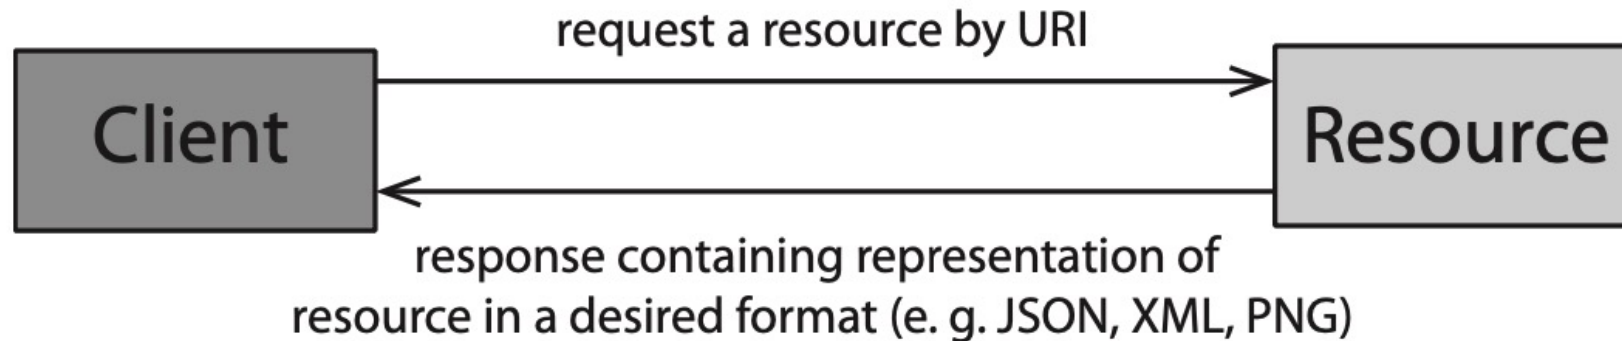 request a resource by URI
Client
Resource
response containing representation of
resource in a desired format (e. g. JSON, XML, PNG)